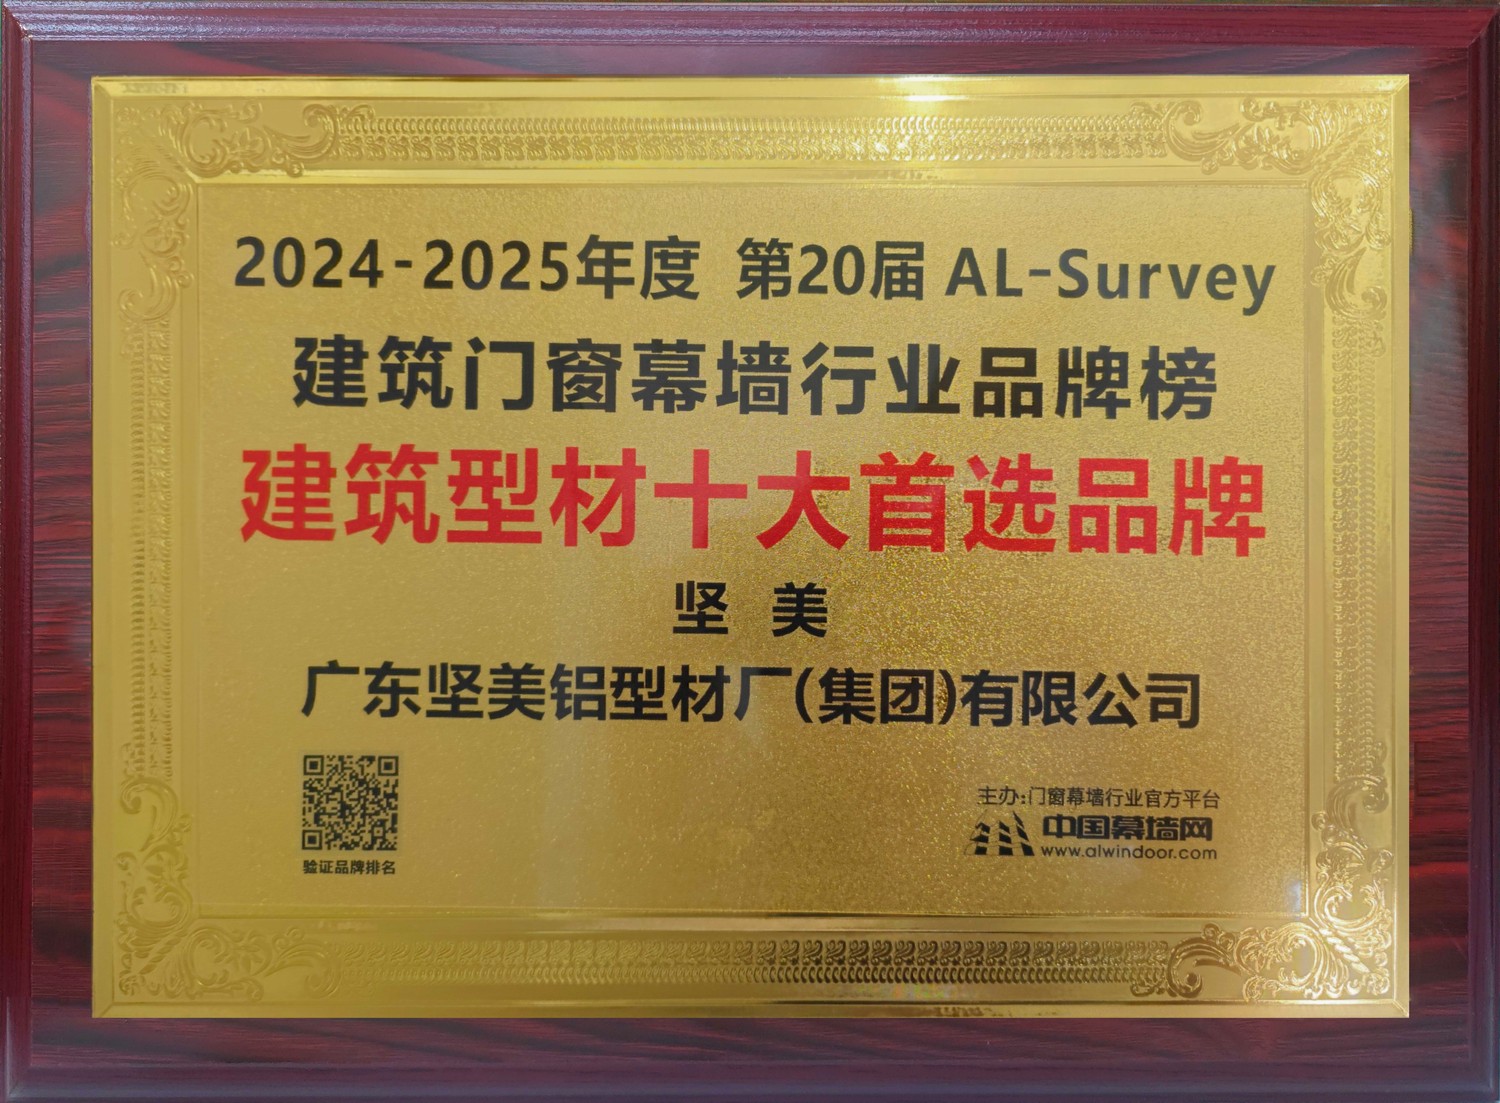 2024-2025年度 第20届 AL-Survey
建筑门窗幕墙行业品牌榜
建筑型材十大首选品牌
坚 美
广东坚美铝型材厂(集团)有限公司
验证品牌排名
主办:门窗幕墙行业官方平台
中国幕墙网
www.alwindoor.com